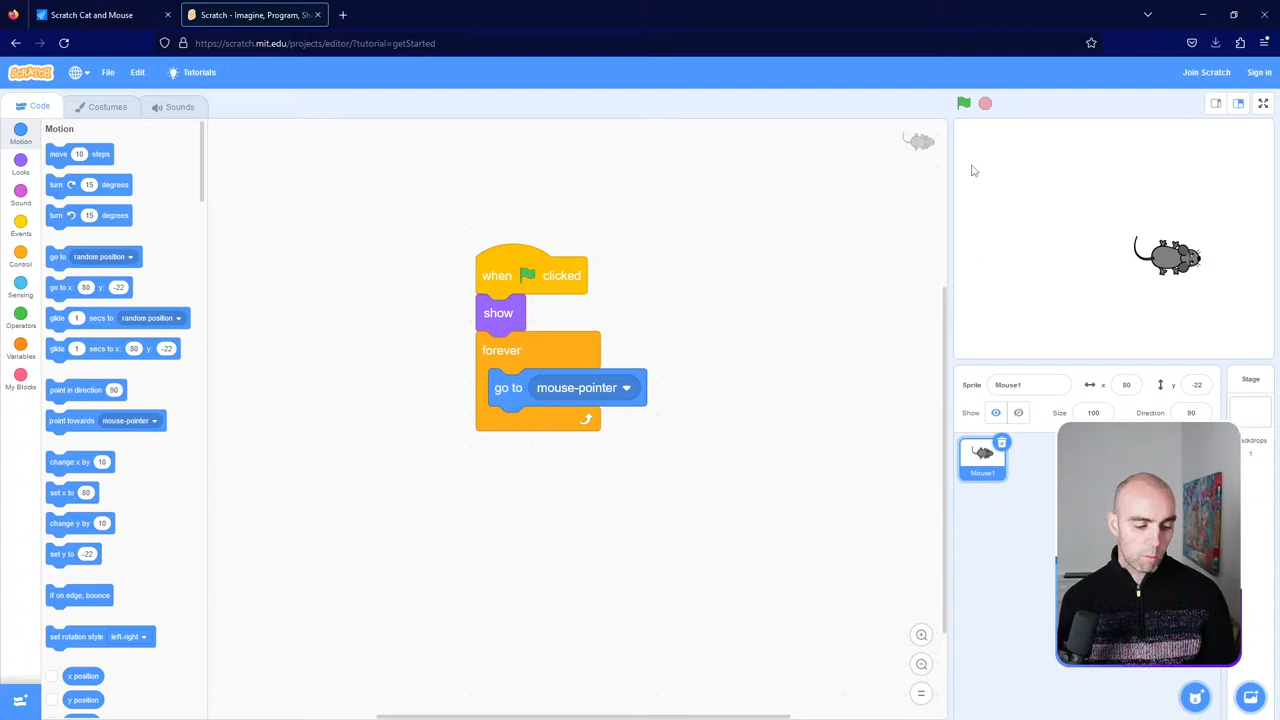 Scratch Cat and Mouse
Scratch - Imagine, Program, Sh
https://scratch.mit.edu/projects/editor/?tutorial=getStarted
SCRATCH
File
Edit
Tutorials
Join Scratch
Sign in
Code
Costumes
Sounds
Motion
Looks
Sound
Events
Control
Sensing
Operators
Variables
My Blocks
Motion
move 10 steps
turn 15 degrees
turn 15 degrees
go to random position
go to x: 80 y: -22
glide 1 secs to random position
glide 1 secs to x: 80 y: -22
point in direction 90
point towards mouse-pointer
change x by 10
set x to 80
change y by 10
set y to -22
if on edge, bounce
set rotation style left-right
x position
y position
when clicked
show
forever
go to mouse-pointer
Sprite Mouse1 x 80 y -22
Show Size 100 Direction 90
Mouse1
Stage
1